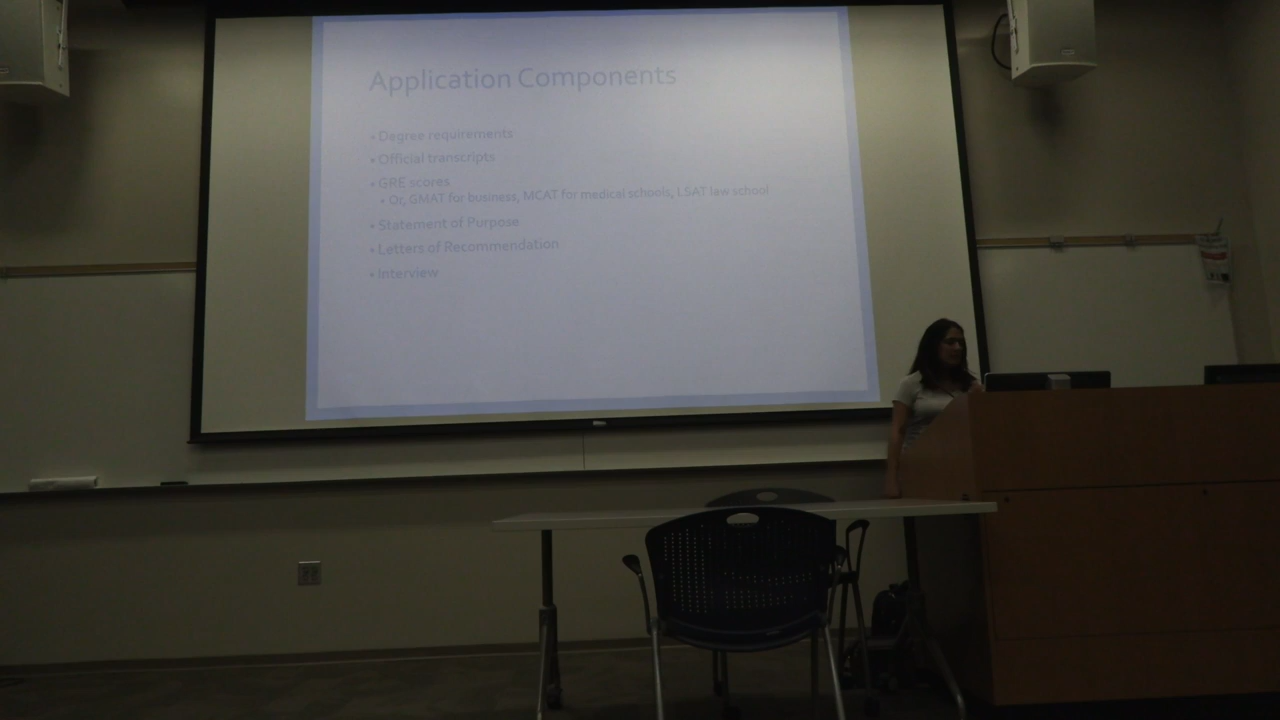 Application Components
▪ Degree requirements
▪ Official transcripts
▪ GRE scores
▪ Or, GMAT for business, MCAT for medical schools, LSAT law school
▪ Statement of Purpose
▪ Letters of Recommendation
▪ Interview